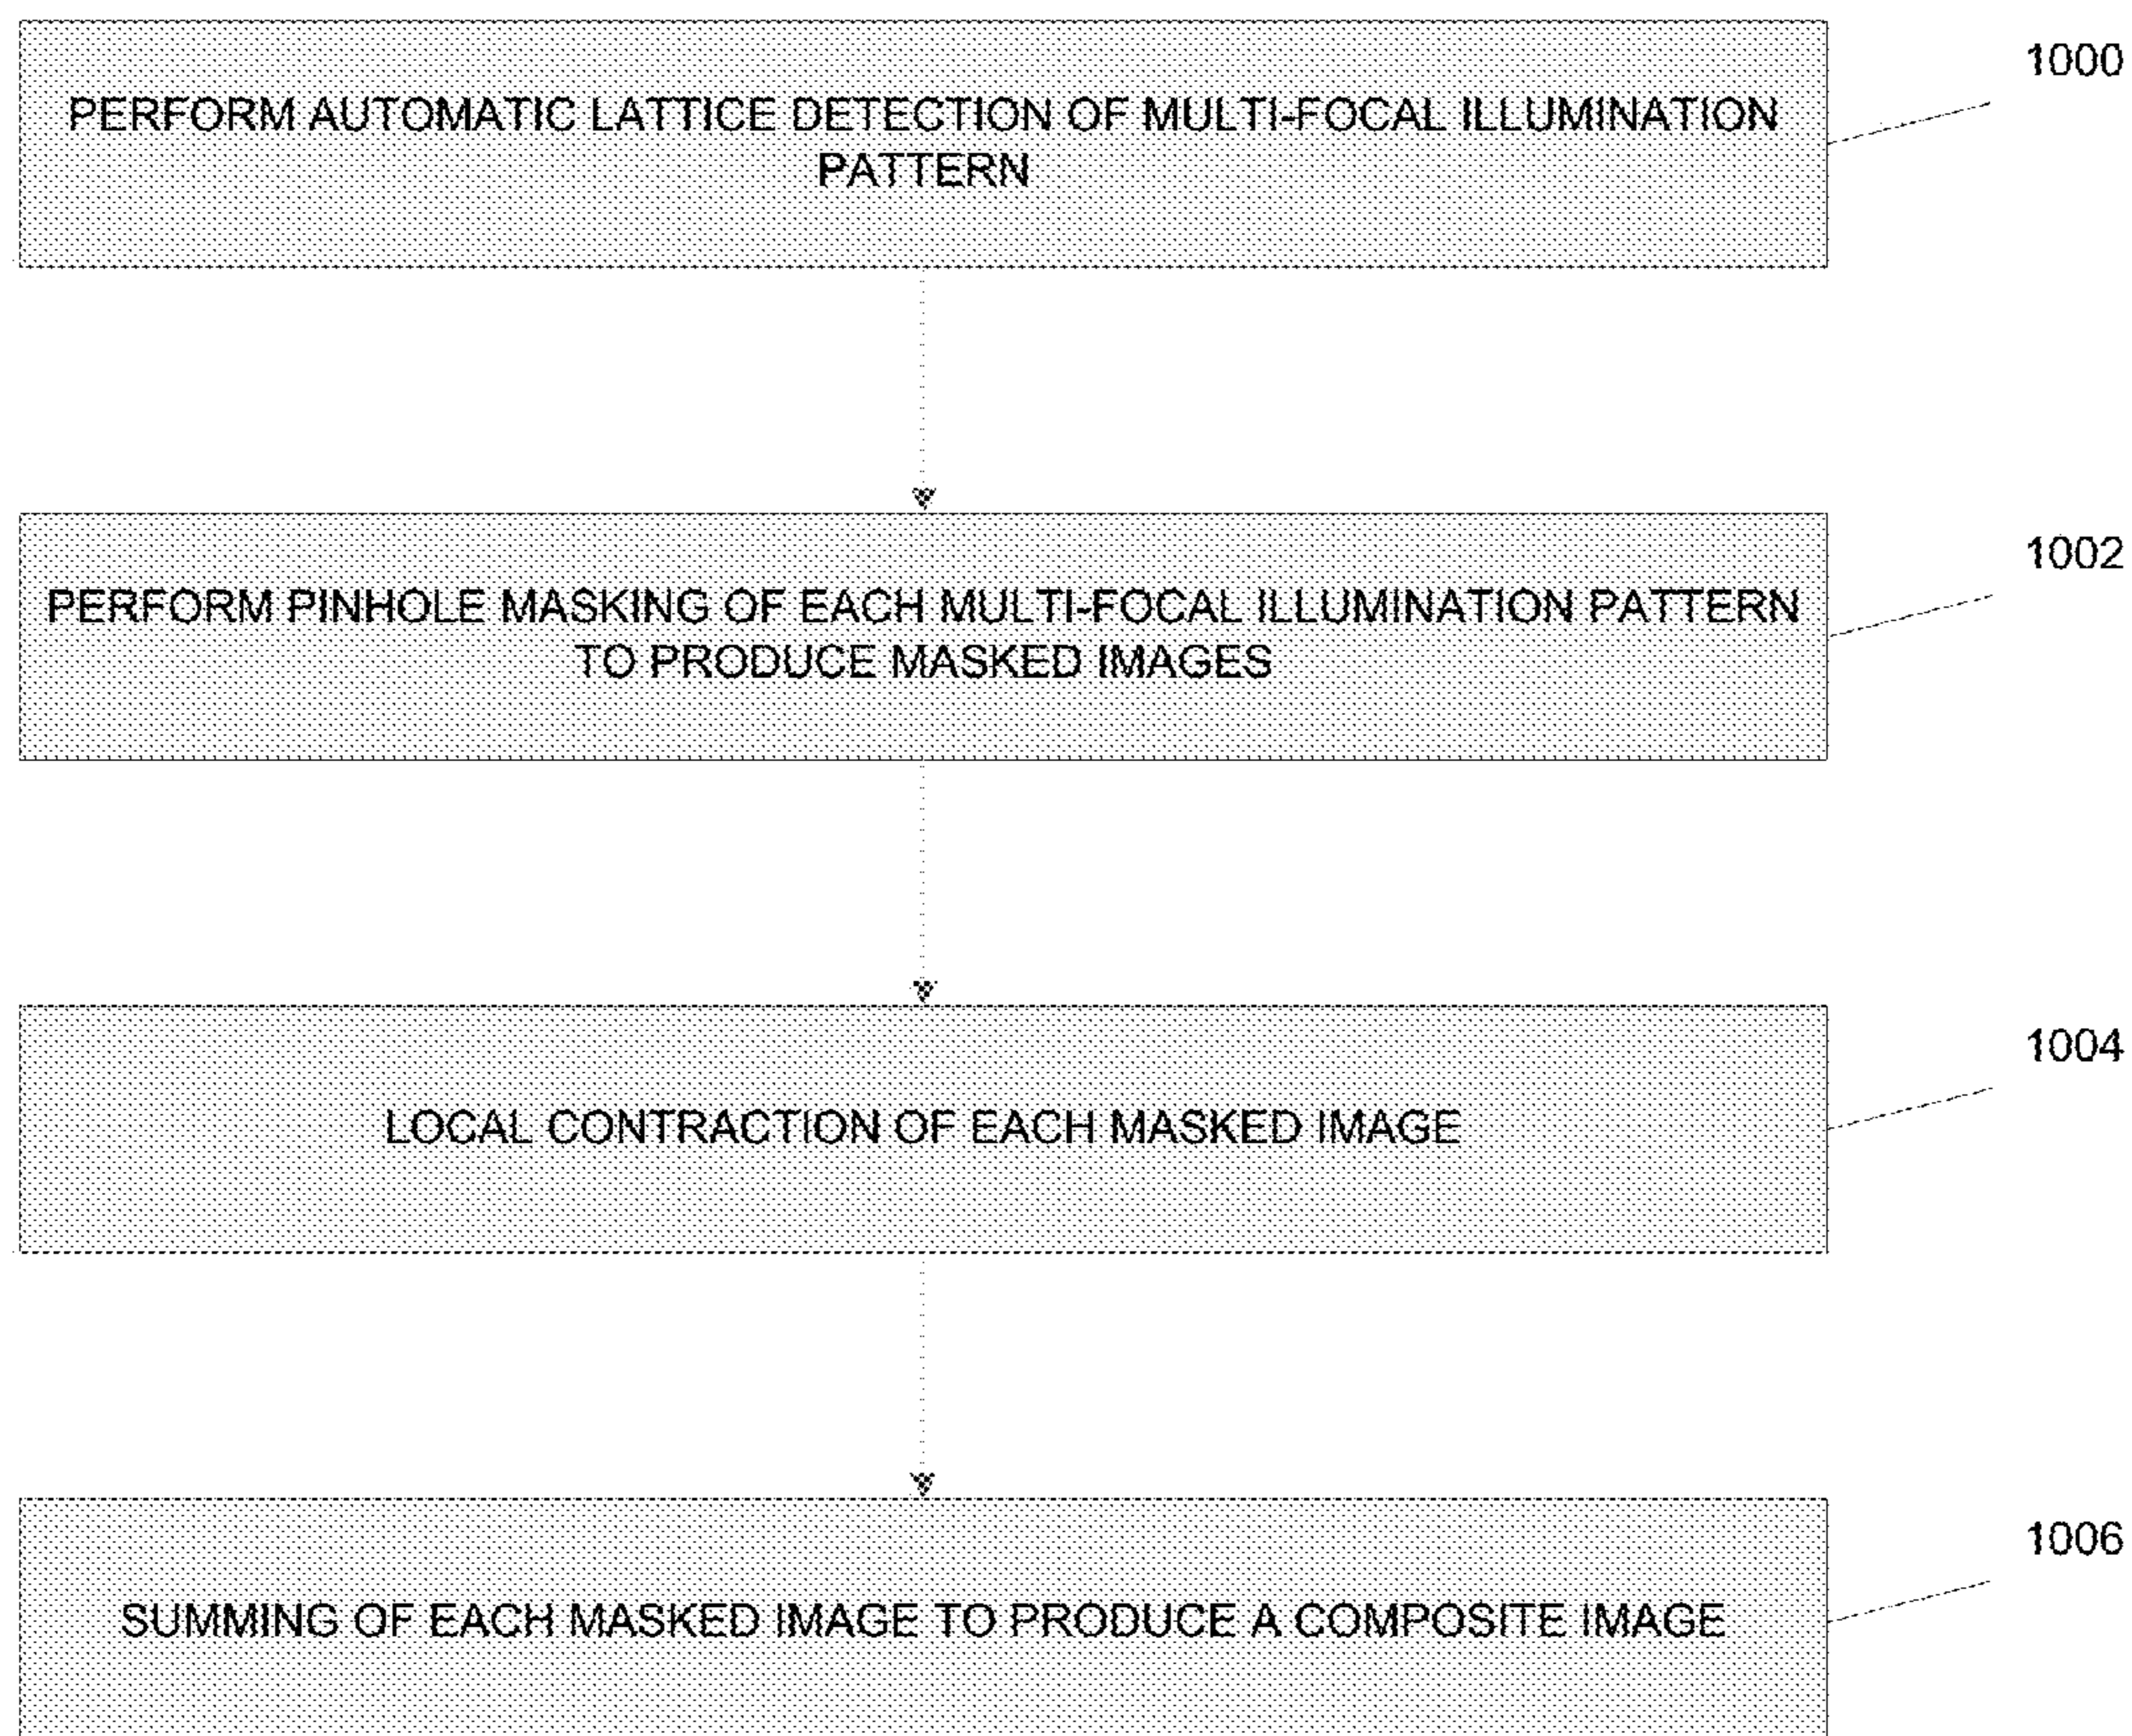 1000
PERFORM AUTOMATIC LATTICE DETECTION OF MULTI-FOCAL ILLUMINATION
PATTERN
1002
PERFORM PINHOLE MASKING OF EACH MULTI-FOCAL ILLUMINATION PATTERN
TO PRODUCE MASKED IMAGES
1004
LOCAL CONTRACTION OF EACH MASKED IMAGE
1006
SUMMING OF EACH MASKED IMAGE TO PRODUCE A COMPOSITE IMAGE